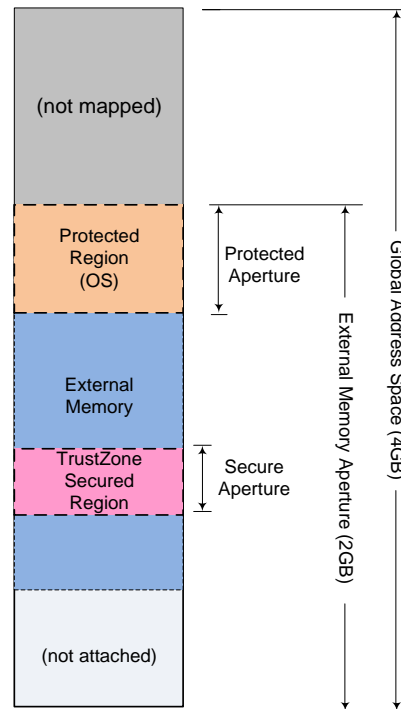 (not mapped)
Protected
Region
(OS)
Protected
Aperture
External
Memory
TrustZone
Secured
Region
Secure
Aperture
(not attached)
External Memory Aperture (2GB)
Global Address Space (4GB)